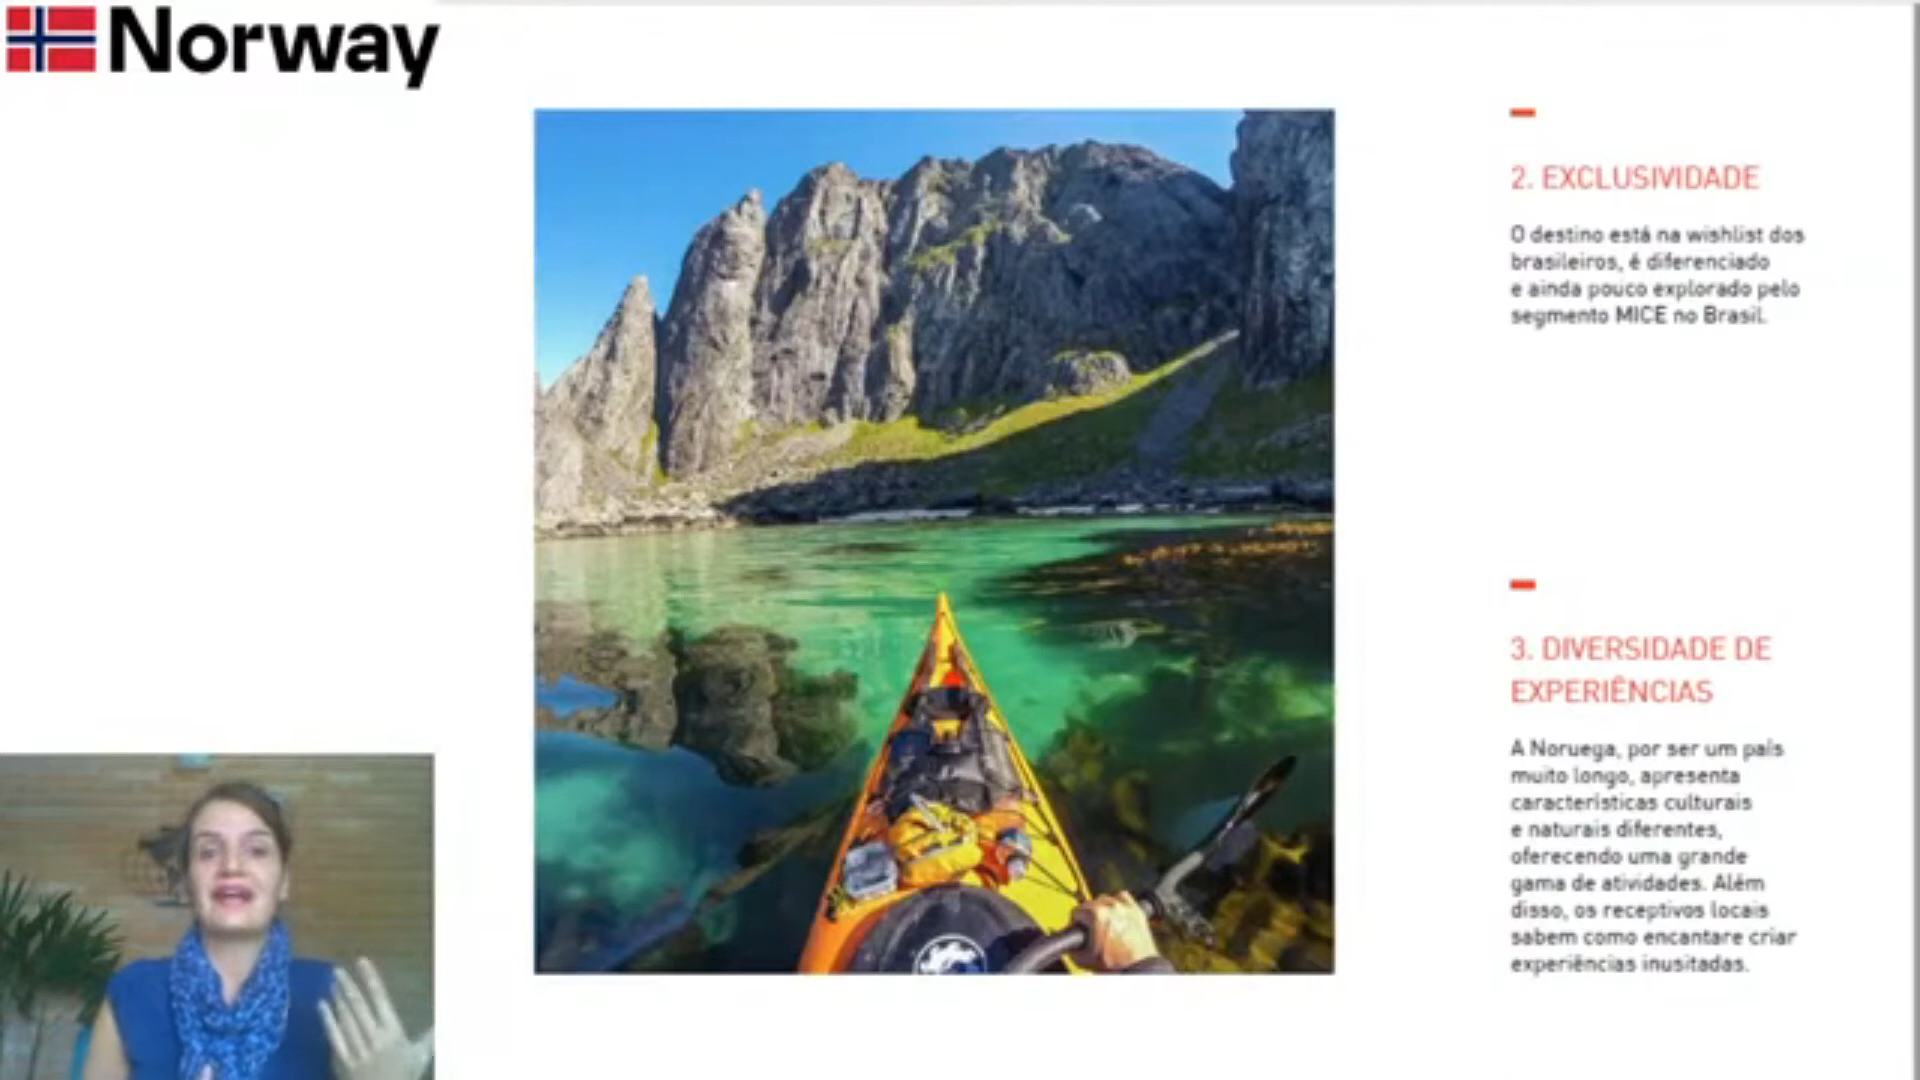 Norway
2. EXCLUSIVIDADE
O destino está na wishlist dos
brasileiros, é diferenciado
e ainda pouco explorado pelo
segmento MICE no Brasil.
3. DIVERSIDADE DE
EXPERIÊNCIAS
A Noruega, por ser um país
muito longo, apresenta
características culturais
e naturais diferentes,
oferecendo uma grande
gama de atividades. Além
disso, os receptivos locais
sabem como encantare criar
experiências inusitadas.